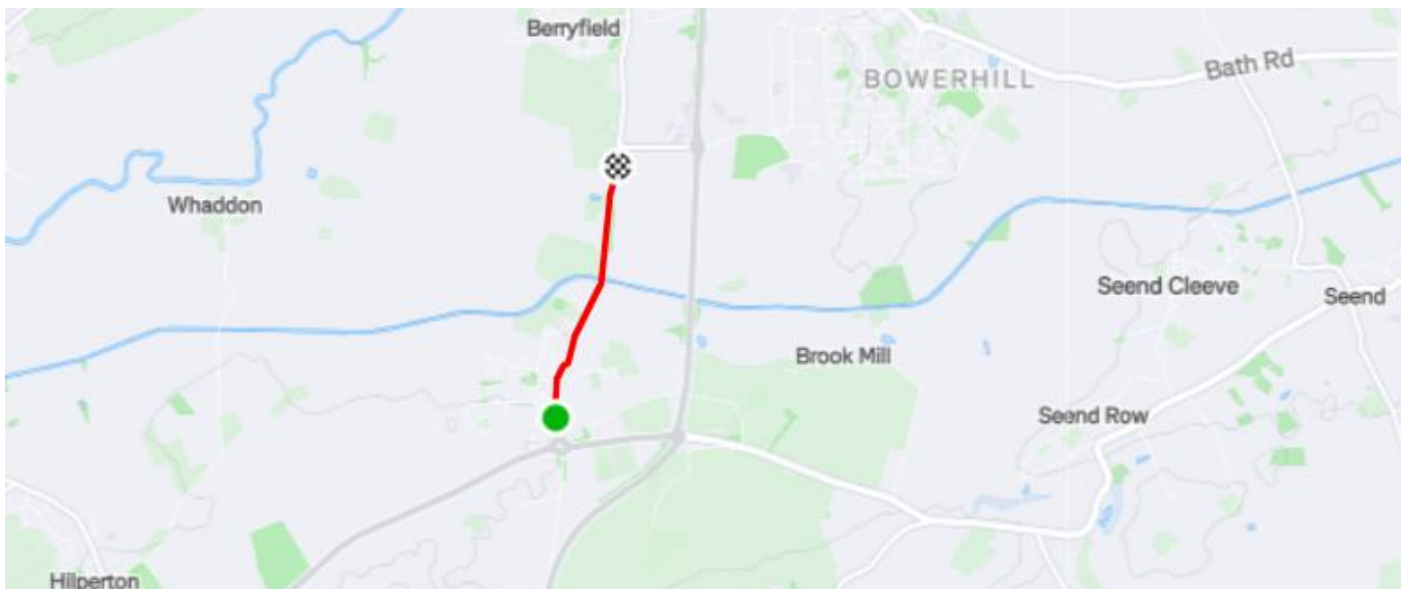 Berryfield
BOWERHILL
Bath Rd
Whaddon
Seend Cleeve
Seend
Brook Mill
Seend Row
Hilperton